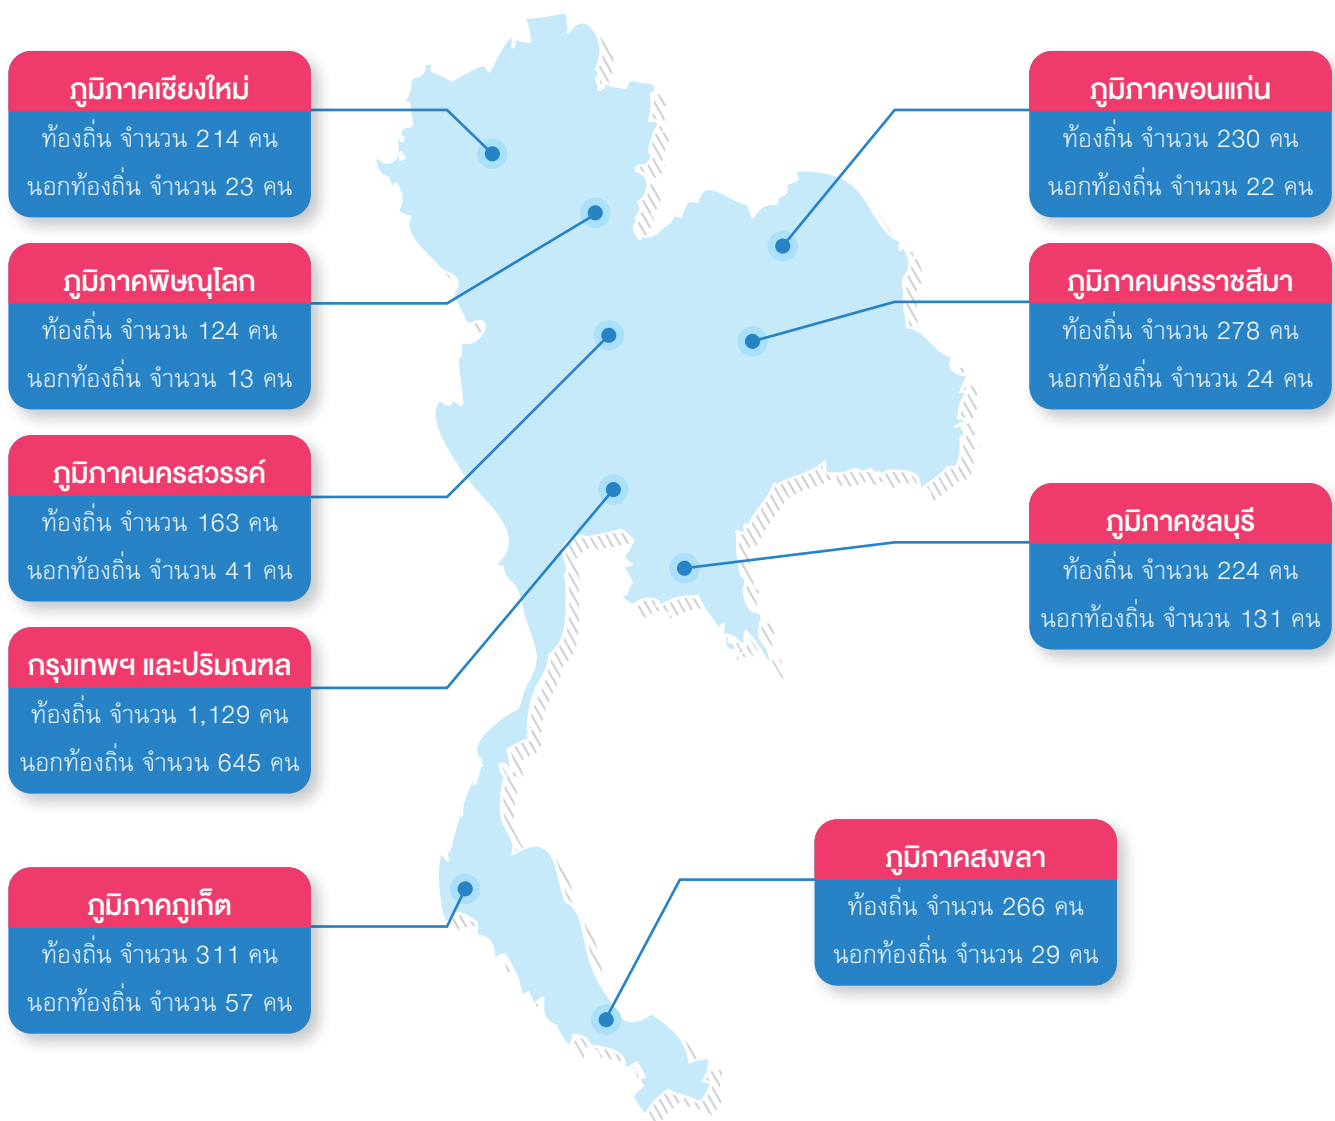 ภูมิภาคเชียงใหม่
ท้องถิ่น จำนวน 214 คน
นอกท้องถิ่น จำนวน 23 คน
ภูมิภาคพิษณุโลก
ท้องถิ่น จำนวน 124 คน
นอกท้องถิ่น จำนวน 13 คน
ภูมิภาคนครสวรรค์
ท้องถิ่น จำนวน 163 คน
นอกท้องถิ่น จำนวน 41 คน
กรุงเทพฯ และปริมณฑล
ท้องถิ่น จำนวน 1,129 คน
นอกท้องถิ่น จำนวน 645 คน
ภูมิภาคภูเก็ต
ท้องถิ่น จำนวน 311 คน
นอกท้องถิ่น จำนวน 57 คน
ภูมิภาคขอนแก่น
ท้องถิ่น จำนวน 230 คน
นอกท้องถิ่น จำนวน 22 คน
ภูมิภาคนครราชสีมา
ท้องถิ่น จำนวน 278 คน
นอกท้องถิ่น จำนวน 24 คน
ภูมิภาคชลบุรี
ท้องถิ่น จำนวน 224 คน
นอกท้องถิ่น จำนวน 131 คน
ภูมิภาคสงขลา
ท้องถิ่น จำนวน 266 คน
นอกท้องถิ่น จำนวน 29 คน